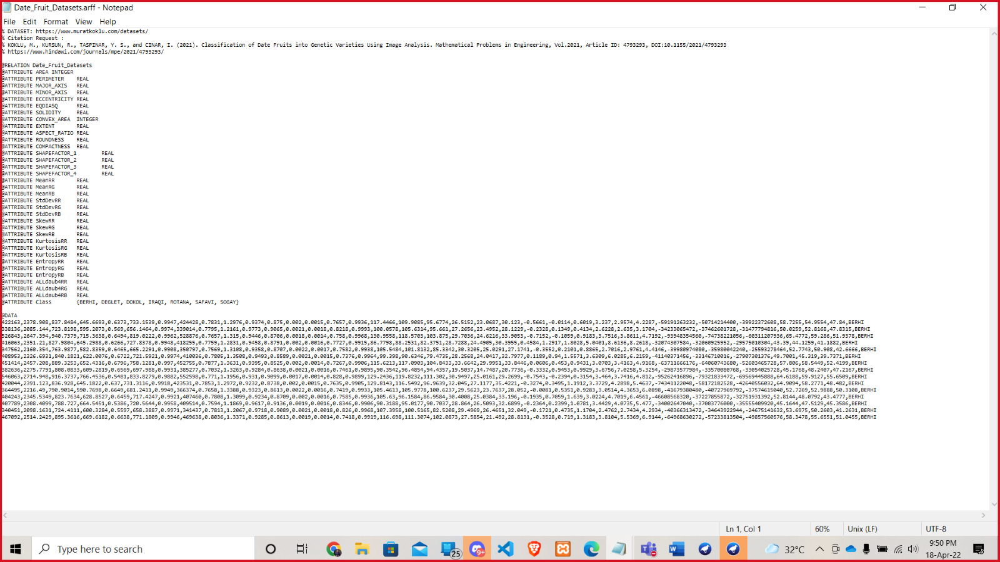 Date_Fruit_Datasets.arff - Notepad
File Edit Format View Help
% DATASET: https://www.muratkoklu.com/datasets/
% Citation Request :
% KOKLU, M., KURSUN, R., TASPINAR, Y. S., and CINAR, I. (2021). Classification of Date Fruits into Genetic Varieties Using Image Analysis. Mathematical Problems in Engineering, Vol.2021, Article ID: 4793293, DOI:10.1155/2021/4793293
% https://www.hindawi.com/journals/mpe/2021/4793293/
@RELATION Date_Fruit_Datasets
@ATTRIBUTE AREA INTEGER
@ATTRIBUTE PERIMETER REAL
@ATTRIBUTE MAJOR_AXIS REAL
@ATTRIBUTE MINOR_AXIS REAL
@ATTRIBUTE ECCENTRICITY REAL
@ATTRIBUTE EQDIASQ REAL
@ATTRIBUTE SOLIDITY REAL
@ATTRIBUTE CONVEX_AREA INTEGER
@ATTRIBUTE EXTENT REAL
@ATTRIBUTE ASPECT_RATIO REAL
@ATTRIBUTE ROUNDNESS REAL
@ATTRIBUTE COMPACTNESS REAL
@ATTRIBUTE SHAPEFACTOR_1 REAL
@ATTRIBUTE SHAPEFACTOR_2 REAL
@ATTRIBUTE SHAPEFACTOR_3 REAL
@ATTRIBUTE SHAPEFACTOR_4 REAL
@ATTRIBUTE MeanRR REAL
@ATTRIBUTE MeanRG REAL
@ATTRIBUTE MeanRB REAL
@ATTRIBUTE StdDevRR REAL
@ATTRIBUTE StdDevRG REAL
@ATTRIBUTE StdDevRB REAL
@ATTRIBUTE SkewRR REAL
@ATTRIBUTE SkewRG REAL
@ATTRIBUTE SkewRB REAL
@ATTRIBUTE KurtosisRR REAL
@ATTRIBUTE KurtosisRG REAL
@ATTRIBUTE KurtosisRB REAL
@ATTRIBUTE EntropyRR REAL
@ATTRIBUTE EntropyRG REAL
@ATTRIBUTE EntropyRB REAL
@ATTRIBUTE ALLdaub4RR REAL
@ATTRIBUTE ALLdaub4RG REAL
@ATTRIBUTE ALLdaub4RB REAL
@ATTRIBUTE Class {BERHI, DEGLET, DOKOL, IRAQI, ROTANA, SAFAVI, SOGAY}
@DATA
422163,2378.908,837.8484,645.6693,0.6373,733.1539,0.9947,424428,0.7831,1.2976,0.9374,0.875,0.002,0.0015,0.7657,0.9936,117.4466,109.9085,95.6774,26.5152,23.0687,30.123,-0.5661,-0.0114,0.6019,3.237,2.9574,4.2287,-59191263232,-50714214400,-39922372608,58.7255,54.9554,47.84,BERHI
338136,2085.144,723.8198,595.2073,0.569,656.1464,0.9974,339014,0.7795,1.2161,0.9773,0.9065,0.0021,0.0018,0.8218,0.9993,100.0578,105.6314,95.661,27.2656,23.4952,28.1229,-0.2328,0.1349,0.4134,2.6228,2.635,3.1704,-34233065472,-37462601728,-31477794816,50.0259,52.8168,47.8315,BERHI
526843,2647.394,940.7379,715.3638,0.6494,819.0222,0.9962,528876,0.7657,1.315,0.9446,0.8706,0.0018,0.0014,0.758,0.9968,130.9558,118.5703,103.875,29.7036,24.6216,33.9053,-0.7152,-0.1059,0.9183,3.7516,3.8611,4.7192,-93948354560,-74738221056,-60311207936,65.4772,59.286,51.9378,BERHI
416063,2351.21,827.9804,645.2988,0.6266,727.8378,0.9948,418255,0.7759,1.2831,0.9458,0.8791,0.002,0.0016,0.7727,0.9915,86.7798,88.2531,82.3751,28.7288,24.4905,30.3955,0.4584,1.2917,1.8028,5.0401,8.6136,8.2618,-32074307584,-32060925952,-29575010304,43.39,44.1259,41.1882,BERHI
347562,2160.354,763.9877,582.8359,0.6465,665.2291,0.9908,350797,0.7569,1.3108,0.9358,0.8707,0.0022,0.0017,0.7582,0.9938,105.5484,101.8132,85.3342,30.3205,25.0291,27.1741,-0.3552,0.2101,0.8865,2.7016,2.9761,4.4146,-39980974080,-35980042240,-25593278464,52.7743,50.908,42.6666,BERHI
408953,2326.6931,840.1821,622.0076,0.6722,721.5921,0.9974,410036,0.7805,1.3508,0.9493,0.8589,0.0021,0.0015,0.7376,0.9964,99.398,90.6346,79.4735,28.2568,24.0417,32.7977,0.1189,0.94,1.5571,3.6309,6.0285,6.2159,-41140371456,-33146710016,-27907301376,49.7001,45.319,39.7371,BERHI
451414,2457.208,889.3253,652.4316,0.6796,758.1281,0.997,452755,0.7877,1.3631,0.9395,0.8525,0.002,0.0014,0.7267,0.9906,115.6213,117.0903,104.8433,33.6642,29.9951,33.8446,0.0606,0.453,0.9431,3.0703,3.4163,4.9168,-63711666176,-64060743680,-52603465728,57.806,58.5449,52.4199,BERHI
382636,2275.7791,808.0833,609.2819,0.6569,697.988,0.9931,385277,0.7032,1.3263,0.9284,0.8638,0.0021,0.0016,0.7461,0.9895,90.3542,96.4854,94.4357,19.5037,14.7487,20.7736,-0.3332,0.9453,0.9929,3.6756,7.0258,5.3254,-29873577984,-33570080768,-33054025728,45.1768,48.2407,47.2167,BERHI
546063,2714.948,916.3737,766.4536,0.5481,833.8279,0.9882,552598,0.771,1.1956,0.931,0.9099,0.0017,0.0014,0.828,0.9899,129.2436,119.8232,111.302,30.9497,25.0161,29.2699,-0.7543,-0.2394,0.3154,3.464,3.7416,4.812,-95262416896,-79321833472,-69569445888,64.6188,59.9127,55.6509,BERHI
420044,2391.123,836.928,645.1822,0.637,731.3116,0.9918,423531,0.7853,1.2972,0.9232,0.8738,0.002,0.0015,0.7635,0.9905,129.8143,116.5492,96.9639,32.045,27.1177,35.4221,-0.3274,0.3495,1.1912,3.3729,4.2898,5.4637,-74341122048,-58172182528,-42640556032,64.9094,58.2771,48.482,BERHI
364495,2216.49,790.9014,590.7698,0.6649,681.2411,0.9949,366374,0.7658,1.3388,0.9323,0.8613,0.0022,0.0016,0.7419,0.9933,105.4613,105.9778,100.6237,29.5623,23.7637,28.052,-0.0081,0.5351,0.9283,3.0514,4.3653,6.0898,-41679380480,-40727969792,-37574615040,52.7269,52.9888,50.3108,BERHI
404243,2345.5349,823.7634,628.8527,0.6459,717.4247,0.9921,407460,0.7808,1.3099,0.9234,0.8709,0.002,0.0016,0.7585,0.9936,105.63,96.1584,86.9584,30.4008,25.0384,33.196,-0.1935,0.7059,1.639,3.0224,4.7019,6.4561,-46608568320,-37227855872,-32751931392,52.8144,48.0792,43.4777,BERHI
407789,2308.4099,788.727,664.5451,0.5386,720.5644,0.9958,409514,0.7594,1.1869,0.9617,0.9136,0.0019,0.0016,0.8346,0.9906,90.3188,95.0177,90.7037,28.864,26.5093,32.6899,-0.2364,0.2399,1.0781,3.4429,4.0735,5.477,-34002647040,-37003776000,-35555409920,45.1644,47.5129,45.3586,BERHI
340451,2098.1631,724.4111,600.3284,0.5597,658.3887,0.9971,341437,0.7813,1.2067,0.9718,0.9089,0.0021,0.0018,0.826,0.9968,107.3958,100.5165,82.5208,29.4969,26.4651,32.049,-0.1721,0.4735,1.1704,2.4762,2.7434,4.2934,-40366313472,-34643922944,-24675141632,53.6975,50.2603,41.2631,BERHI
467092,2514.2429,895.3616,669.6182,0.6638,771.1809,0.9946,469638,0.8036,1.3371,0.9285,0.8613,0.0019,0.0014,0.7418,0.9919,116.698,111.3074,102.0873,27.5854,21.492,28.8131,-0.3528,0.719,1.3183,3.8104,5.5369,6.9144,-64968630272,-57233813504,-49857560576,58.3478,55.6551,51.0455,BERHI
Ln 1, Col 1 60% Unix (LF) UTF-8
Type here to search 25 9+ 32°C 9:50 PM
18-Apr-22